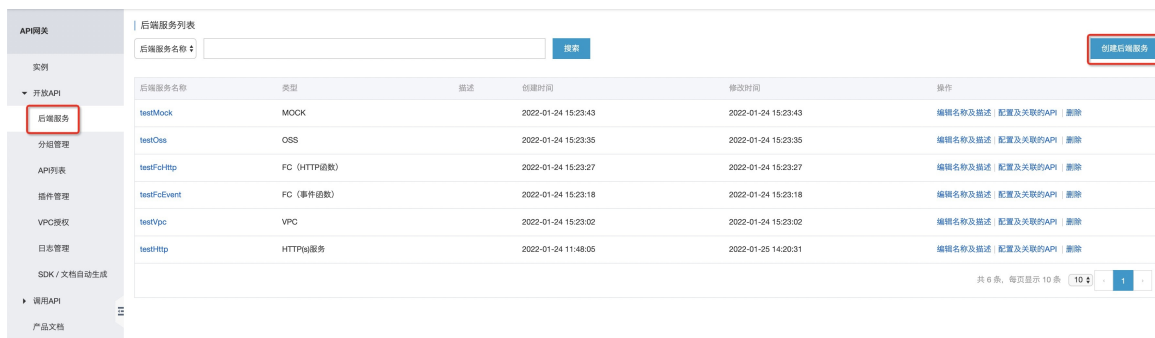 API网关
实例
开放API
后端服务
分组管理
API列表
插件管理
VPC授权
日志管理
SDK / 文档自动生成
调用API
产品文档
后端服务列表
后端服务名称 搜索 创建后端服务
后端服务名称 类型 描述 创建时间 修改时间 操作
testMock MOCK 2022-01-24 15:23:43 2022-01-24 15:23:43 编辑名称及描述 | 配置及关联的API | 删除
testOss OSS 2022-01-24 15:23:35 2022-01-24 15:23:35 编辑名称及描述 | 配置及关联的API | 删除
testFcHttp FC（HTTP函数） 2022-01-24 15:23:27 2022-01-24 15:23:27 编辑名称及描述 | 配置及关联的API | 删除
testFcEvent FC（事件函数） 2022-01-24 15:23:18 2022-01-24 15:23:18 编辑名称及描述 | 配置及关联的API | 删除
testVpc VPC 2022-01-24 15:23:02 2022-01-24 15:23:02 编辑名称及描述 | 配置及关联的API | 删除
testHttp HTTP(s)服务 2022-01-24 11:48:05 2022-01-25 14:20:31 编辑名称及描述 | 配置及关联的API | 删除
共 6 条, 每页显示 10 条 10 1